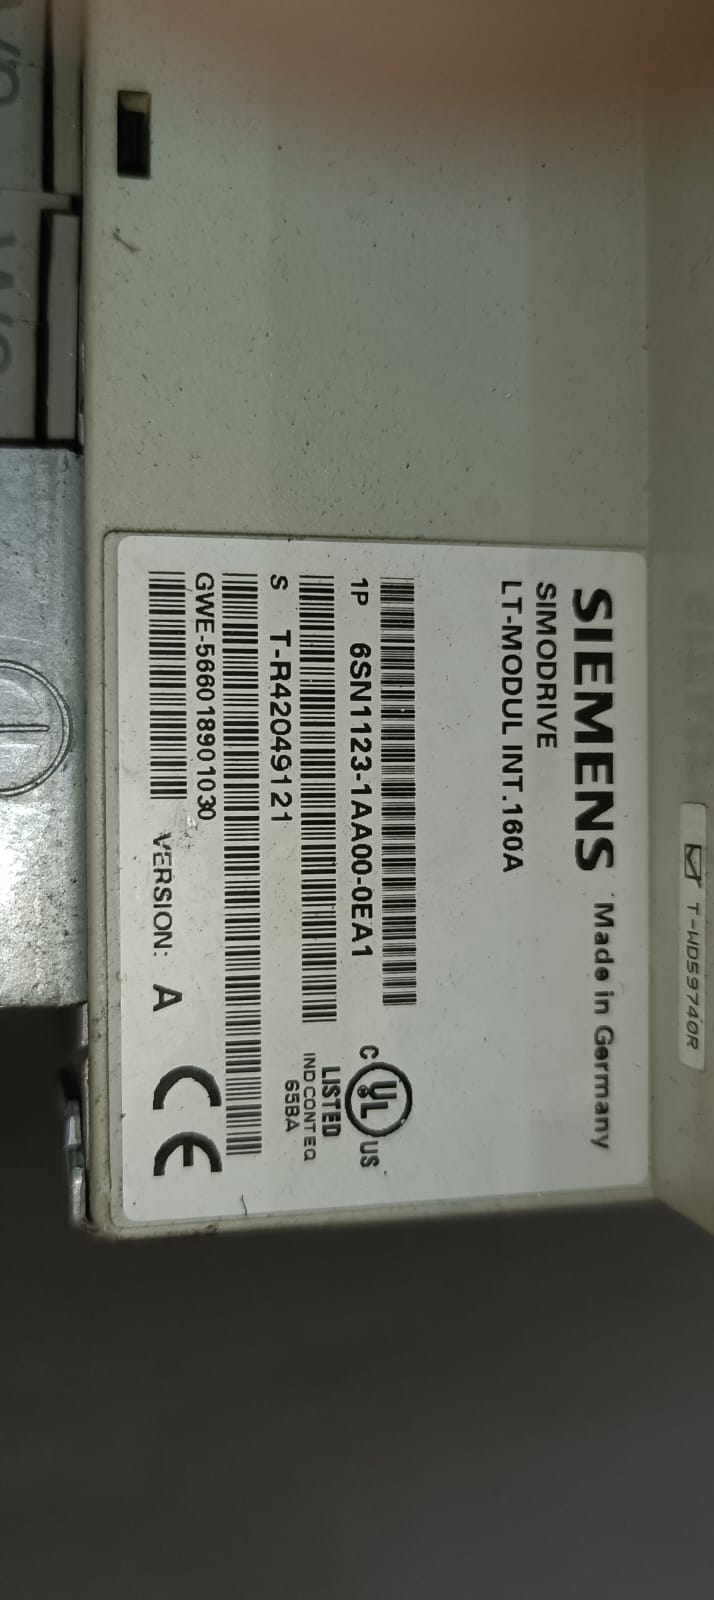 T-WD59740R
SIEMENS Made in Germany
SIMODRIVE
LT-MODUL INT.160A
1P 6SN1123-1AA00-0EA1
C UL US
LISTED
IND CONT EQ
65BA
S T-R42049121
GWE-566018901030
VERSION: A CE